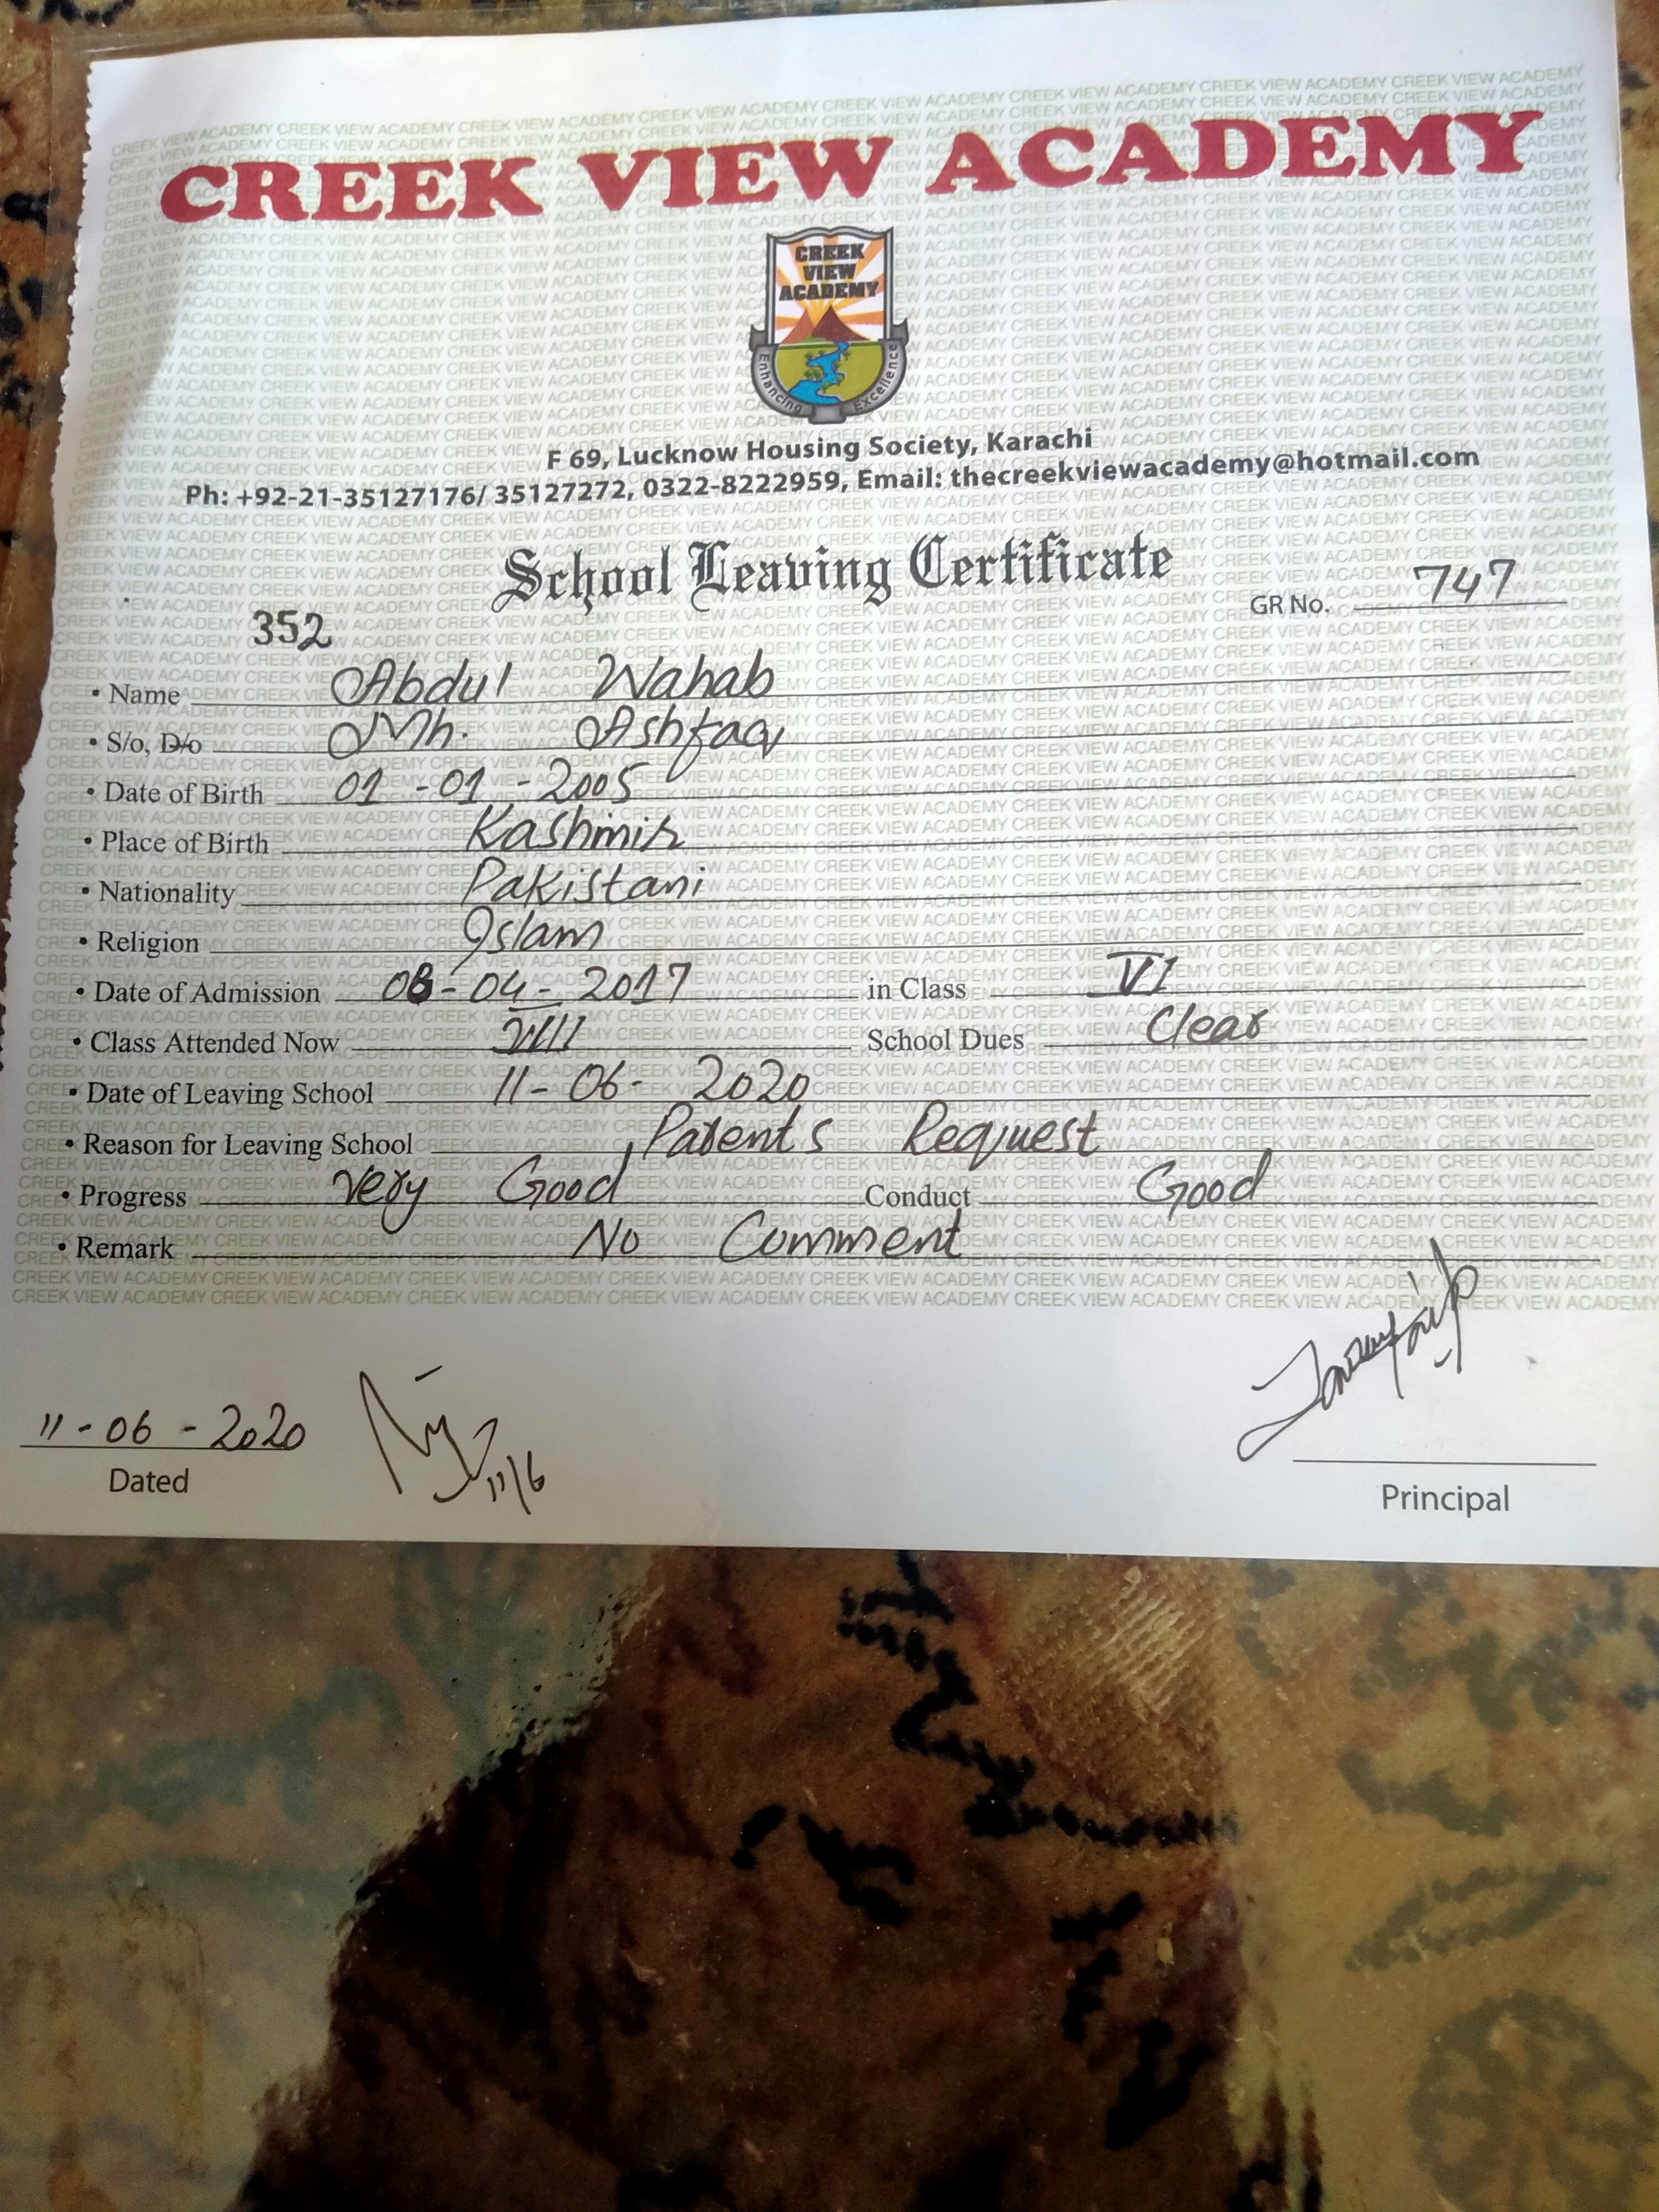 CREEK VIEW ACADEMY
CREEK
VIEW
ACADEMY
Enhancing Excellence
F 69, Lucknow Housing Society, Karachi
Ph: +92-21-35127176/ 35127272, 0322-8222959, Email: thecreekviewacademy@hotmail.com
School Leaving Certificate
GR No. 747
352
• Name Abdul Wahab
• S/o, D/o Mh. Ashfaq
• Date of Birth 01-01-2005
• Place of Birth Kashmir
• Nationality Pakistani
• Religion Islam
• Date of Admission 08-04-2017 in Class VI
• Class Attended Now VIII School Dues Clear
• Date of Leaving School 11-06-2020
• Reason for Leaving School Parents Request
• Progress Very Good Conduct Good
• Remark No Comment
11-06-2020
11/6
Dated
Principal